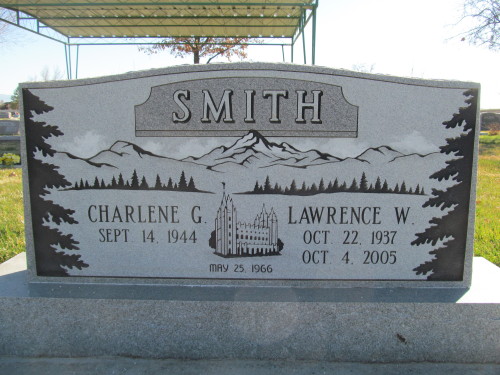 SMITH
CHARLENE G.
SEPT 14, 1944
LAWRENCE W.
OCT. 22, 1937
OCT. 4, 2005
MAY 25, 1966